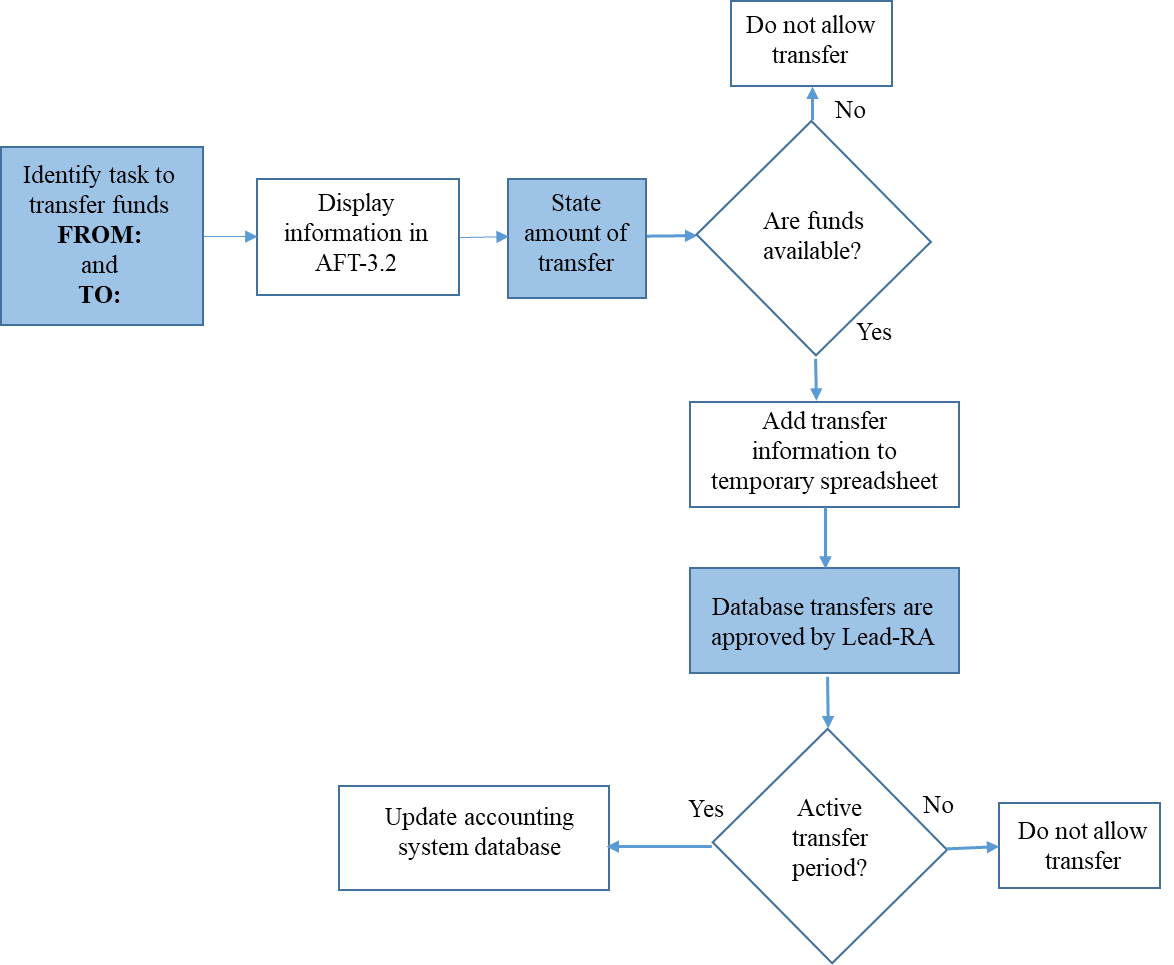 Do not allow
transfer
No
Identify task to
transfer funds
FROM:
and
TO:
Display
information in
AFT-3.2
State
amount of
transfer
Are funds
available?
Yes
Add transfer
information to
temporary spreadsheet
Database transfers are
approved by Lead-RA
Update accounting
system database
Yes
Active
transfer
period?
No
Do not allow
transfer